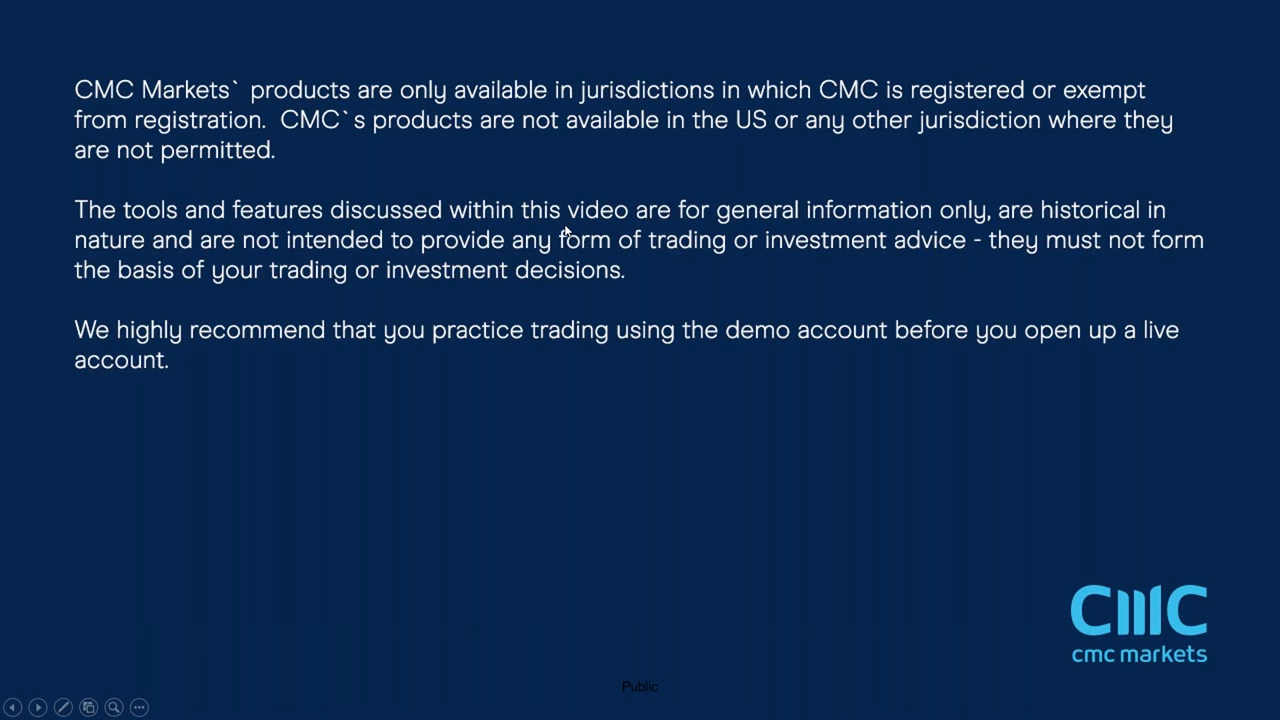 CMC Markets` products are only available in jurisdictions in which CMC is registered or exempt
from registration.  CMC`s products are not available in the US or any other jurisdiction where they
are not permitted.
The tools and features discussed within this video are for general information only, are historical in
nature and are not intended to provide any form of trading or investment advice - they must not form
the basis of your trading or investment decisions.
We highly recommend that you practice trading using the demo account before you open up a live
account.
CMC
cmc markets
Public